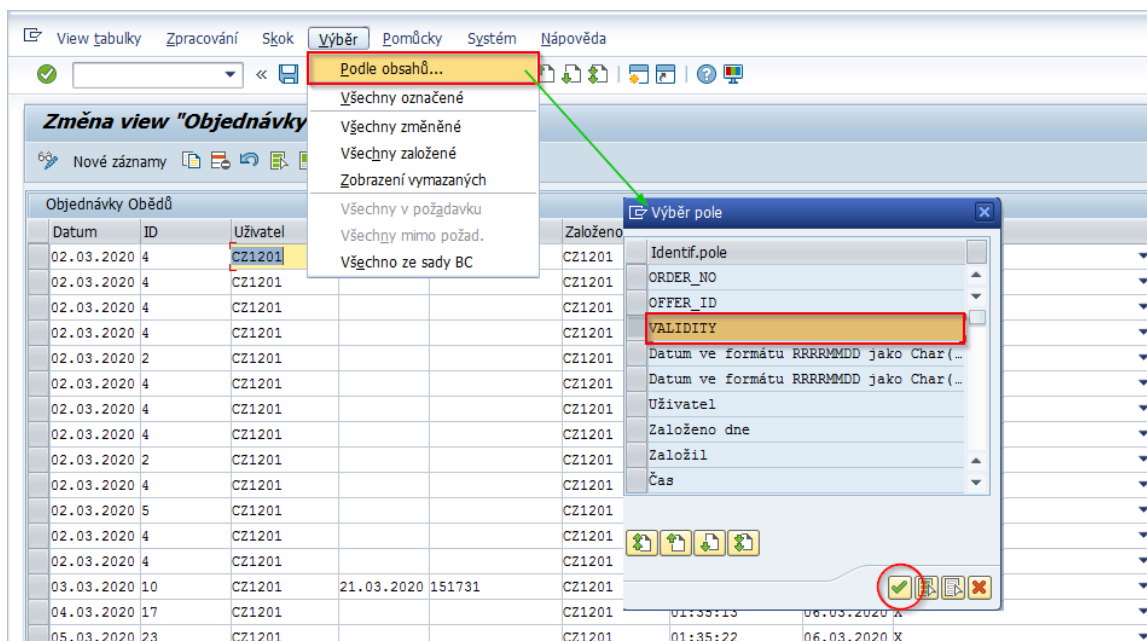 View tabulky Zpracování Skok Výběr Pomůcky Systém Nápověda
Podle obsahů...
Všechny označené
Všechny změněné
Všechny založené
Zobrazení vymazaných
Všechny v požadavku
Všechny mimo požad.
Všechno ze sady BC
Změna view "Objednávky
Nové záznamy
Objednávky Obědů
Datum ID Uživatel Založeno
02.03.2020 4 CZ1201 CZ1201
02.03.2020 4 CZ1201 CZ1201
02.03.2020 4 CZ1201 CZ1201
02.03.2020 4 CZ1201 CZ1201
02.03.2020 2 CZ1201 CZ1201
02.03.2020 4 CZ1201 CZ1201
02.03.2020 4 CZ1201 CZ1201
02.03.2020 4 CZ1201 CZ1201
02.03.2020 2 CZ1201 CZ1201
02.03.2020 4 CZ1201 CZ1201
02.03.2020 5 CZ1201 CZ1201
02.03.2020 4 CZ1201 CZ1201
02.03.2020 4 CZ1201 CZ1201
03.03.2020 10 CZ1201 21.03.2020 151731 CZ1201
04.03.2020 17 CZ1201 CZ1201 01:35:13 06.03.2020 X
05.03.2020 23 CZ1201 CZ1201 01:35:22 06.03.2020 X
Výběr pole
Identif.pole
ORDER_NO
OFFER_ID
VALIDITY
Datum ve formátu RRRRMMDD jako Char(…
Datum ve formátu RRRRMMDD jako Char(…
Uživatel
Založeno dne
Založil
Čas